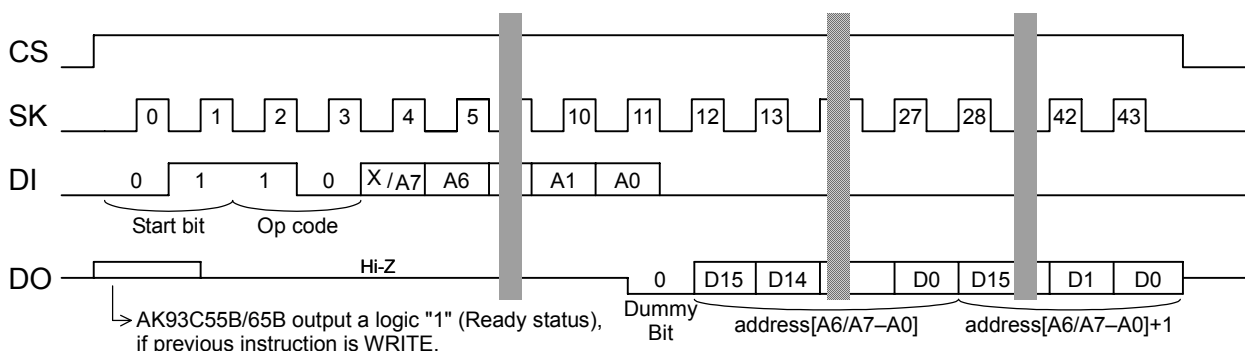 CS
SK 0 1 2 3 4 5 10 11 12 13 27 28 42 43
DI 0 1 1 0 X /A7 A6 A1 A0
Start bit Op code
DO Hi-Z 0 D15 D14 D0 D15 D1 D0
Dummy
Bit
address[A6/A7–A0] address[A6/A7–A0]+1
AK93C55B/65B output a logic "1" (Ready status),
if previous instruction is WRITE.